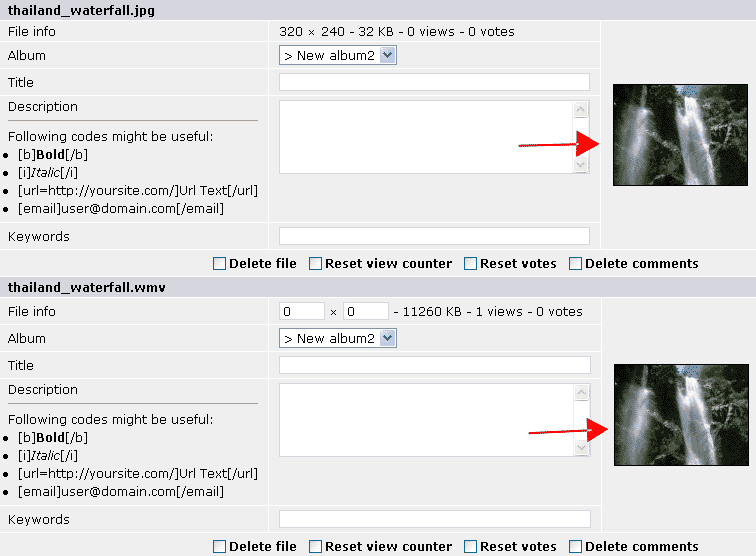 thailand_waterfall.jpg
File info 320 × 240 - 32 KB - 0 views - 0 votes
Album > New album2
Title
Description
Following codes might be useful:
[b]Bold[/b]
[i]Italic[/i]
[url=http://yoursite.com/]Url Text[/url]
[email]user@domain.com[/email]
Keywords
Delete file Reset view counter Reset votes Delete comments
thailand_waterfall.wmv
File info 0 × 0 - 11260 KB - 1 views - 0 votes
Album > New album2
Title
Description
Following codes might be useful:
[b]Bold[/b]
[i]Italic[/i]
[url=http://yoursite.com/]Url Text[/url]
[email]user@domain.com[/email]
Keywords
Delete file Reset view counter Reset votes Delete comments